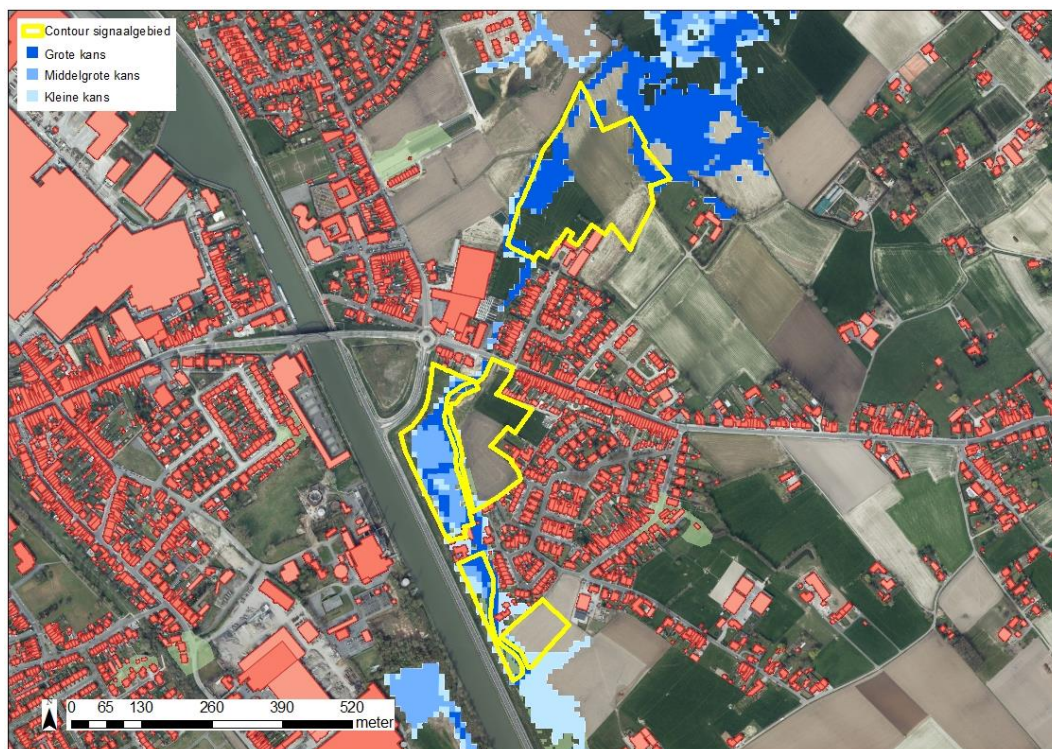 Contour signaalgebied
Grote kans
Middelgrote kans
Kleine kans
0 65 130 260 390 520
meter